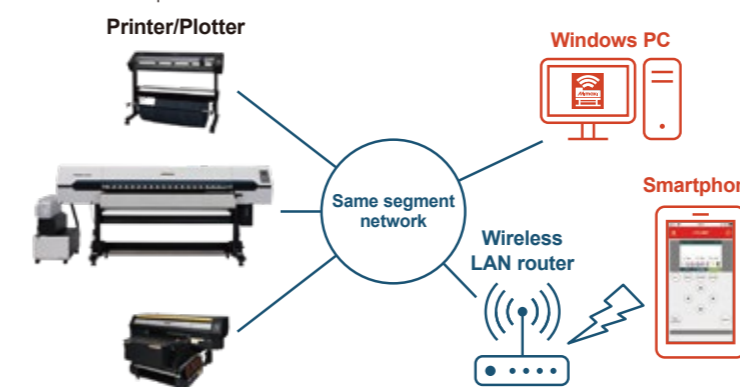 Printer/Plotter
Windows PC
Same segment
network
Smartphon
Wireless
LAN router